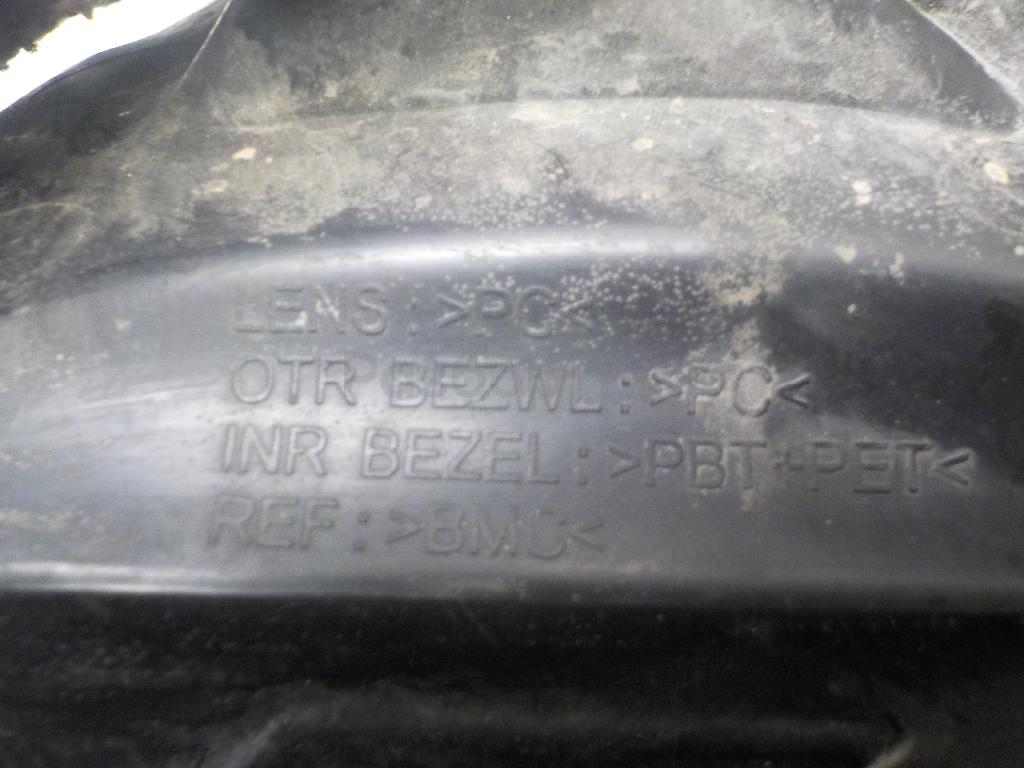 LENS:>PC<
OTR BEZWL:>PC<
INR BEZEL:>PBT+PET<
REF:>BMC<